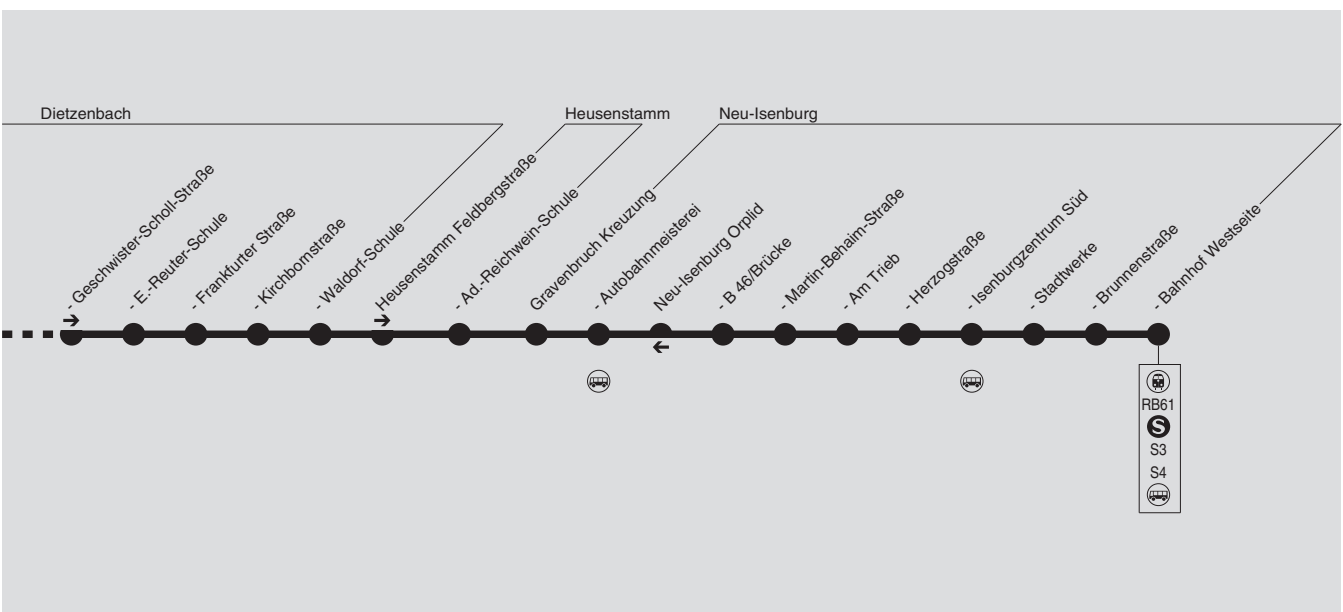 Dietzenbach
Heusenstamm
Neu-Isenburg
- Geschwister-Scholl-Straße
- E.-Reuter-Schule
- Frankfurter Straße
- Kirchbornstraße
- Waldorf-Schule
Heusenstamm Feldbergstraße
- Ad.-Reichwein-Schule
Gravenbruch Kreuzung
- Autobahnmeisterei
Neu-Isenburg Orplid
- B 46/Brücke
- Martin-Behaim-Straße
- Am Trieb
- Herzogstraße
- Isenburgzentrum Süd
- Stadtwerke
- Brunnenstraße
- Bahnhof Westseite
RB61
S
S3
S4